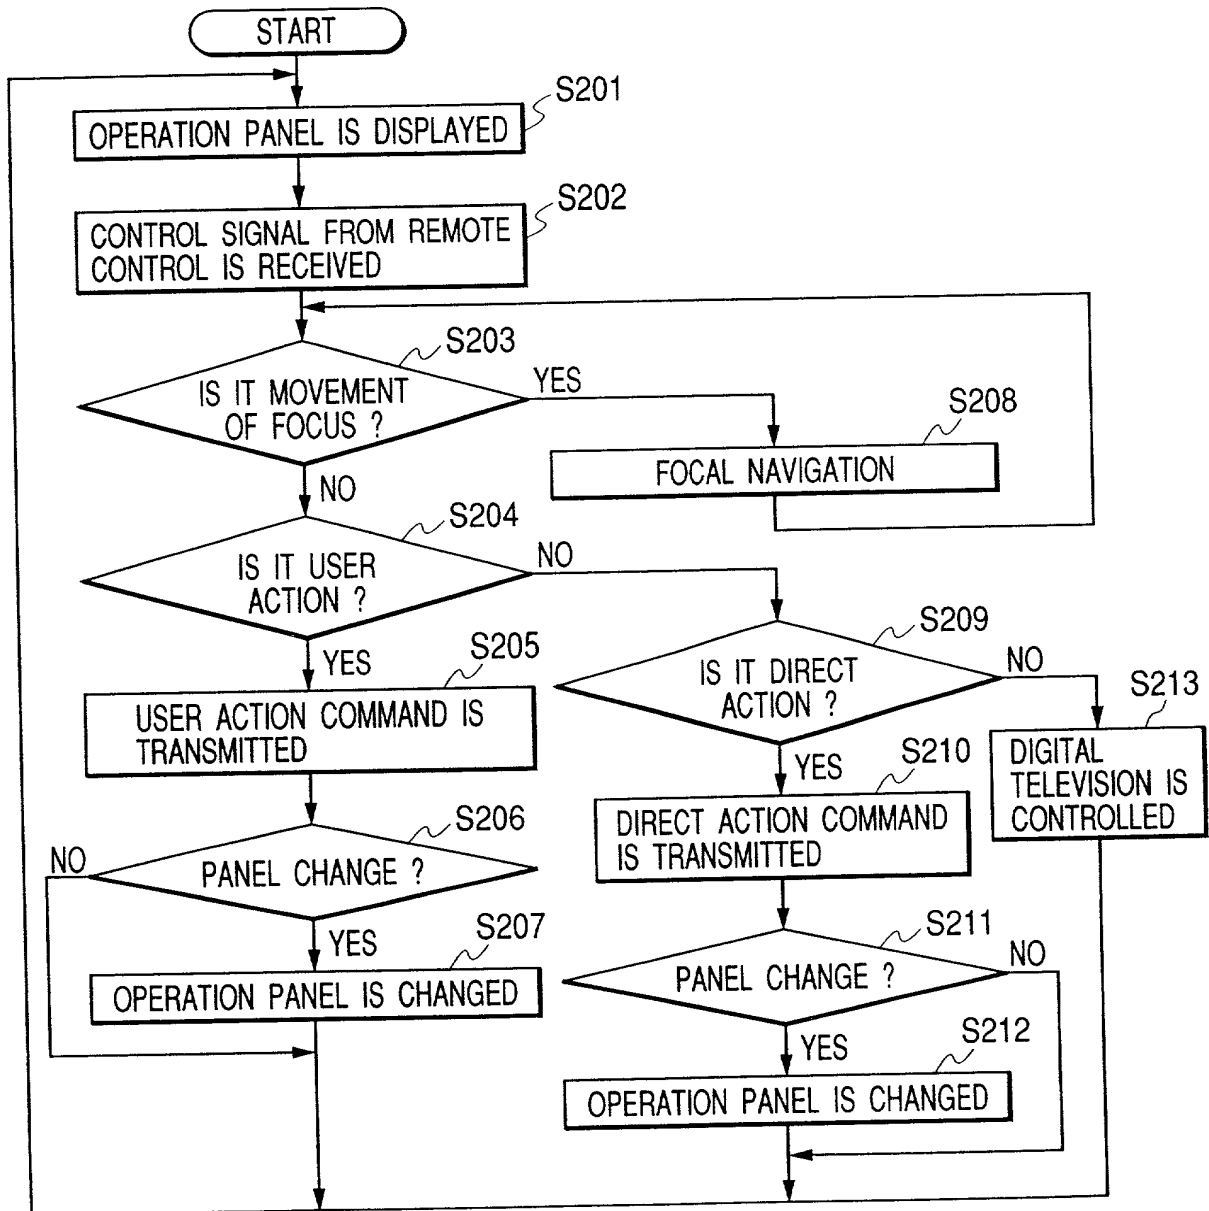 START
S201
OPERATION PANEL IS DISPLAYED
S202
CONTROL SIGNAL FROM REMOTE
CONTROL IS RECEIVED
S203
IS IT MOVEMENT
OF FOCUS ?
YES
S208
FOCAL NAVIGATION
NO
S204
IS IT USER
ACTION ?
NO
YES
S205
USER ACTION COMMAND IS
TRANSMITTED
S209
IS IT DIRECT
ACTION ?
NO
S213
DIGITAL
TELEVISION IS
CONTROLLED
YES
S210
DIRECT ACTION COMMAND
IS TRANSMITTED
S206
PANEL CHANGE ?
NO
YES
S207
OPERATION PANEL IS CHANGED
S211
PANEL CHANGE ?
NO
YES
S212
OPERATION PANEL IS CHANGED